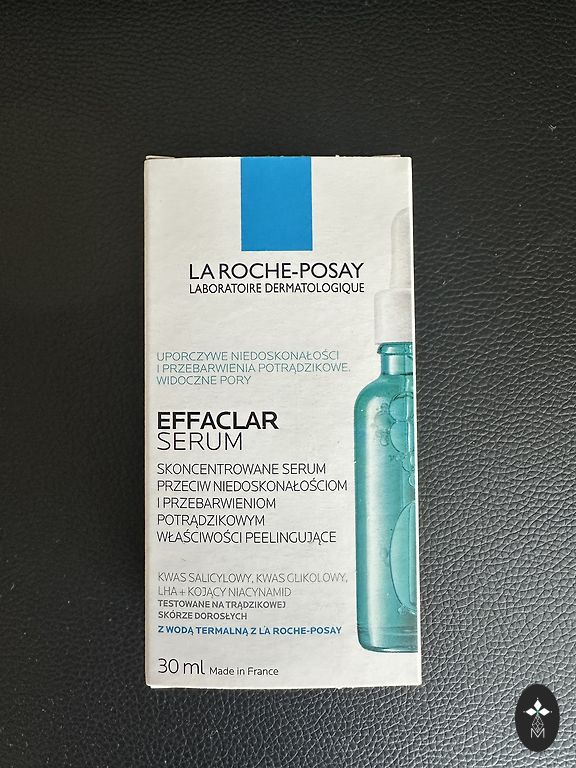 LA ROCHE-POSAY
LABORATOIRE DERMATOLOGIQUE
UPORCZYWE NIEDOSKONAŁOŚCI
I PRZEBARWIENIA POTRĄDZIKOWE.
WIDOCZNE PORY
EFFACLAR
SERUM
SKONCENTROWANE SERUM
PRZECIW NIEDOSKONAŁOŚCIOM
I PRZEBARWIENIOM
POTRĄDZIKOWYM
WŁAŚCIWOŚCI PEELINGUJĄCE
KWAS SALICYLOWY, KWAS GLIKOLOWY,
LHA + KOJĄCY NIACYNAMID
TESTOWANE NA TRĄDZIKOWEJ
SKÓRZE DOROSŁYCH
Z WODĄ TERMALNĄ Z LA ROCHE-POSAY
30 ml Made in France
M